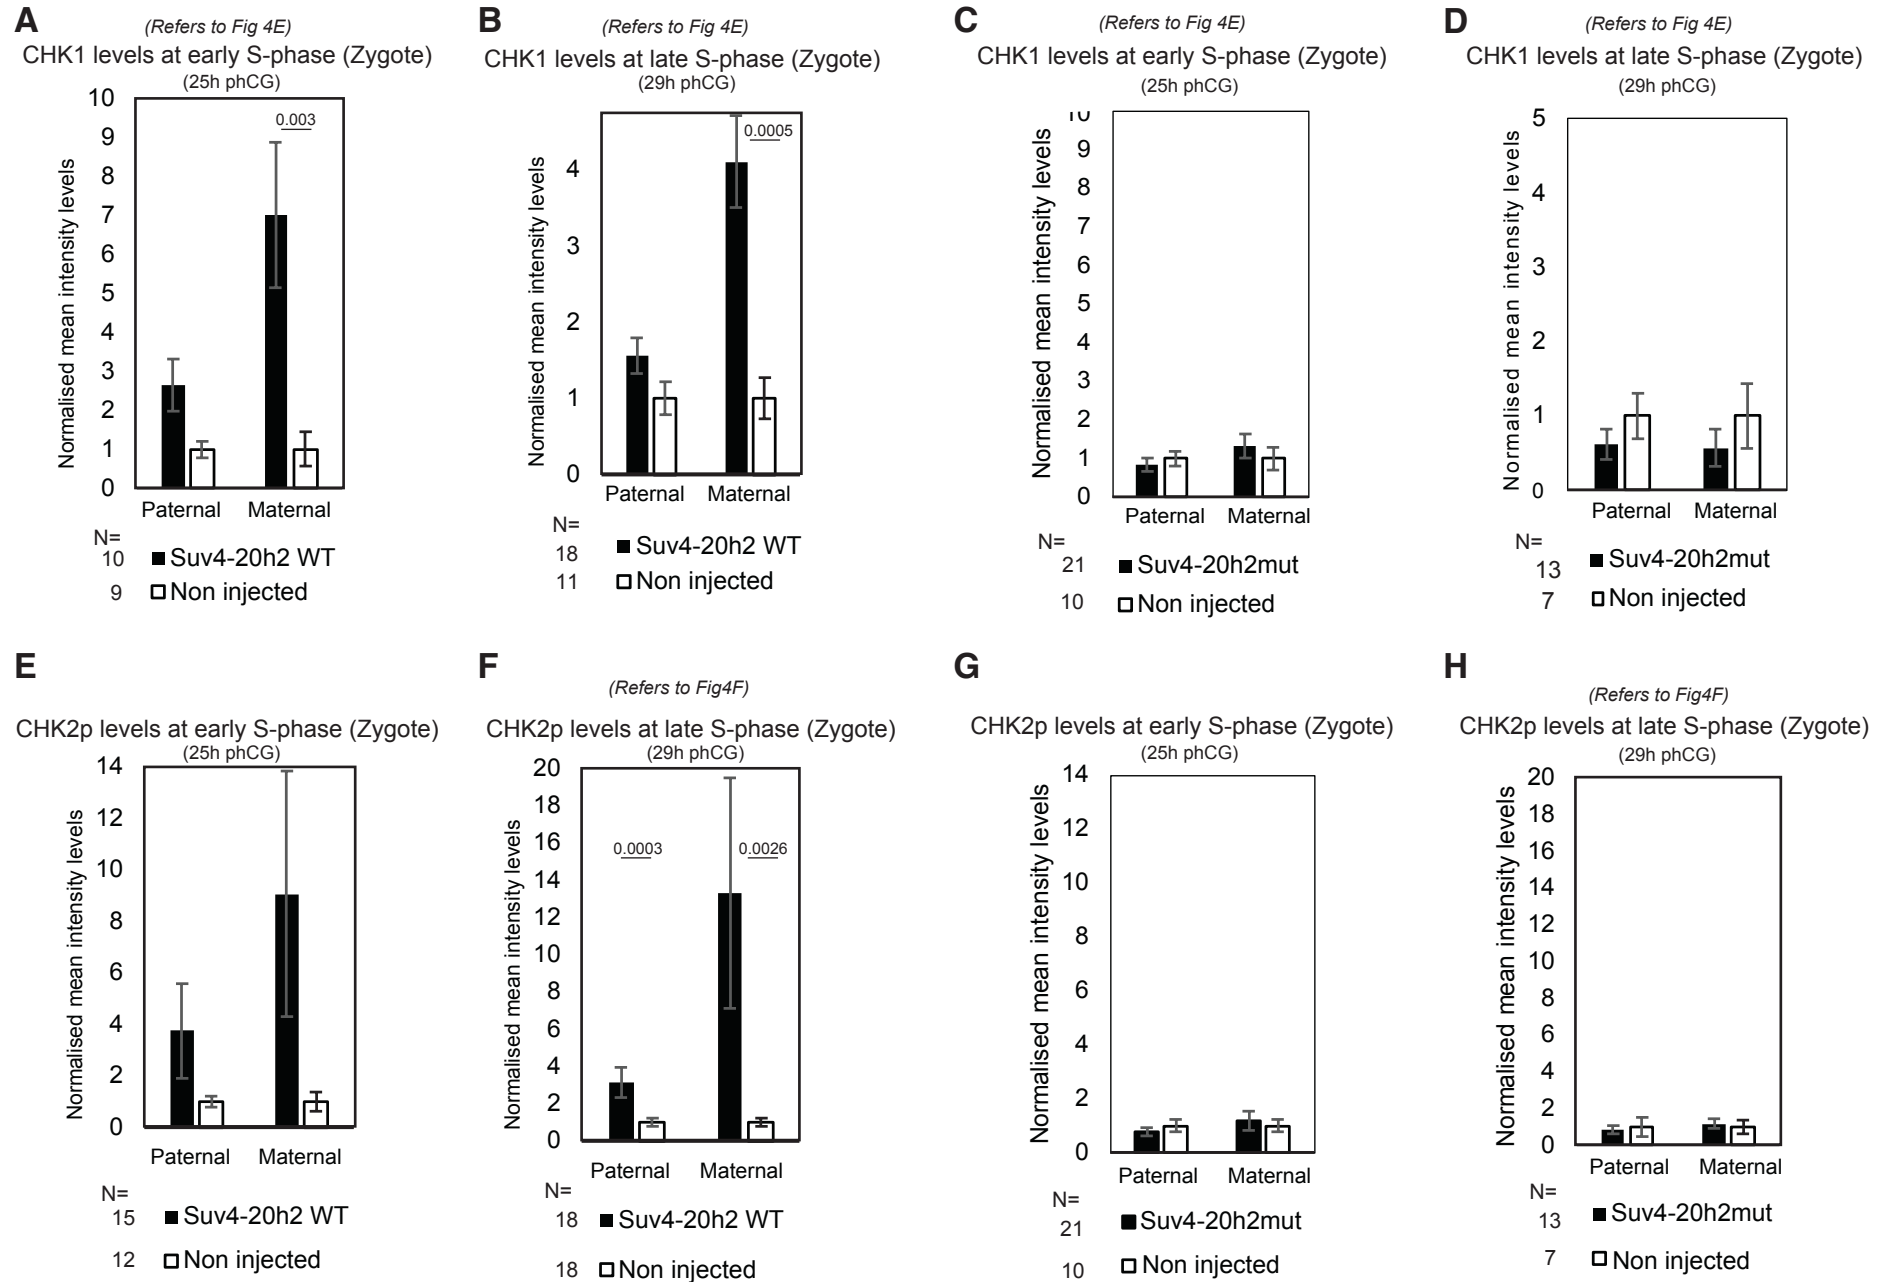 A
(Refers to Fig 4E)
CHK1 levels at early S-phase (Zygote)
(25h phCG)
Normalised mean intensity levels
10
9
8
7
6
5
4
3
2
1
0
0.003
Paternal Maternal
N=
10 Suv4-20h2 WT
9 Non injected
B
(Refers to Fig 4E)
CHK1 levels at late S-phase (Zygote)
(29h phCG)
Normalised mean intensity levels
4
3
2
1
0
0.0005
Paternal Maternal
N=
18 Suv4-20h2 WT
11 Non injected
C
(Refers to Fig 4E)
CHK1 levels at early S-phase (Zygote)
(25h phCG)
Normalised mean intensity levels
10
9
8
7
6
5
4
3
2
1
0
Paternal Maternal
N=
21 Suv4-20h2mut
10 Non injected
D
(Refers to Fig 4E)
CHK1 levels at late S-phase (Zygote)
(29h phCG)
Normalised mean intensity levels
5
4
3
2
1
0
Paternal Maternal
N=
13 Suv4-20h2mut
7 Non injected
E
CHK2p levels at early S-phase (Zygote)
(25h phCG)
Normalised mean intensity levels
14
12
10
8
6
4
2
0
Paternal Maternal
N=
15 Suv4-20h2 WT
12 Non injected
F
(Refers to Fig4F)
CHK2p levels at late S-phase (Zygote)
(29h phCG)
Normalised mean intensity levels
20
18
16
14
12
10
8
6
4
2
0
0.0003 0.0026
Paternal Maternal
N=
18 Suv4-20h2 WT
18 Non injected
G
CHK2p levels at early S-phase (Zygote)
(25h phCG)
Normalised mean intensity levels
14
12
10
8
6
4
2
0
Paternal Maternal
N=
21 Suv4-20h2mut
10 Non injected
H
(Refers to Fig4F)
CHK2p levels at late S-phase (Zygote)
(29h phCG)
Normalised mean intensity levels
20
18
16
14
12
10
8
6
4
2
0
Paternal Maternal
N=
13 Suv4-20h2mut
7 Non injected